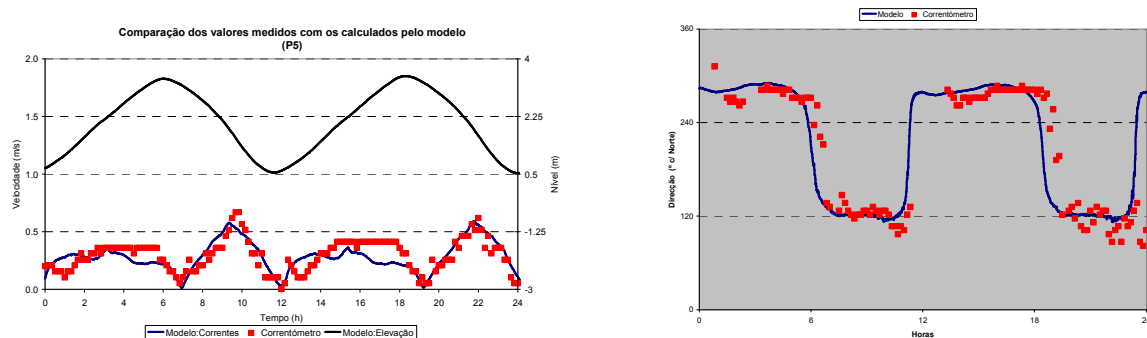 Comparação dos valores medidos com os calculados pelo modelo
(P5)
2.0
1.5
1.0
0.5
0.0
Velocidade (m/s)
4
2.25
0.5
-1.25
-3
Nível (m)
0 2 4 6 8 10 12 14 16 18 20 22 24
Tempo (h)
Modelo:Correntes Correntómetro Modelo:Elevação
Modelo Correntómetro
360
240
120
0
Direcção (º c/ Norte)
0 6 12 18 24
Horas